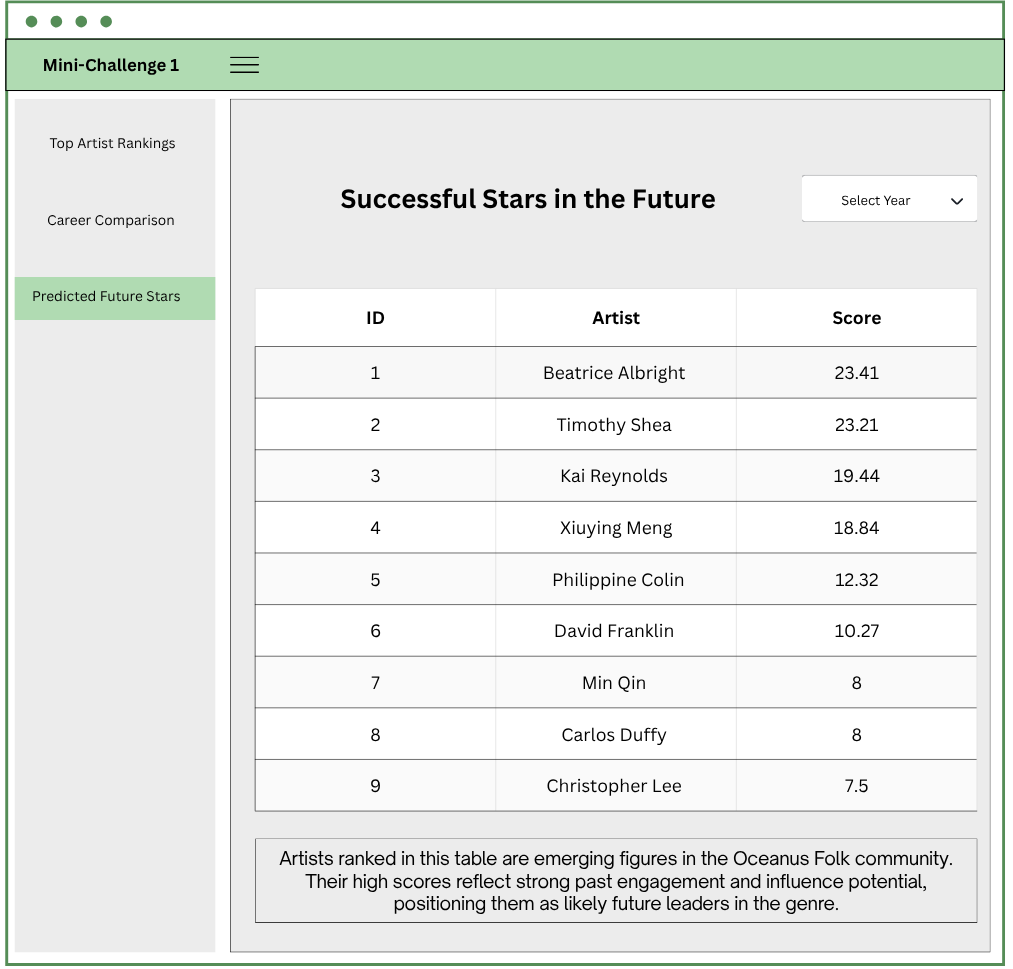 Mini-Challenge 1
Top Artist Rankings
Career Comparison
Predicted Future Stars
Successful Stars in the Future
Select Year
ID Artist Score
1 Beatrice Albright 23.41
2 Timothy Shea 23.21
3 Kai Reynolds 19.44
4 Xiuying Meng 18.84
5 Philippine Colin 12.32
6 David Franklin 10.27
7 Min Qin 8
8 Carlos Duffy 8
9 Christopher Lee 7.5
Artists ranked in this table are emerging figures in the Oceanus Folk community.
Their high scores reflect strong past engagement and influence potential,
positioning them as likely future leaders in the genre.